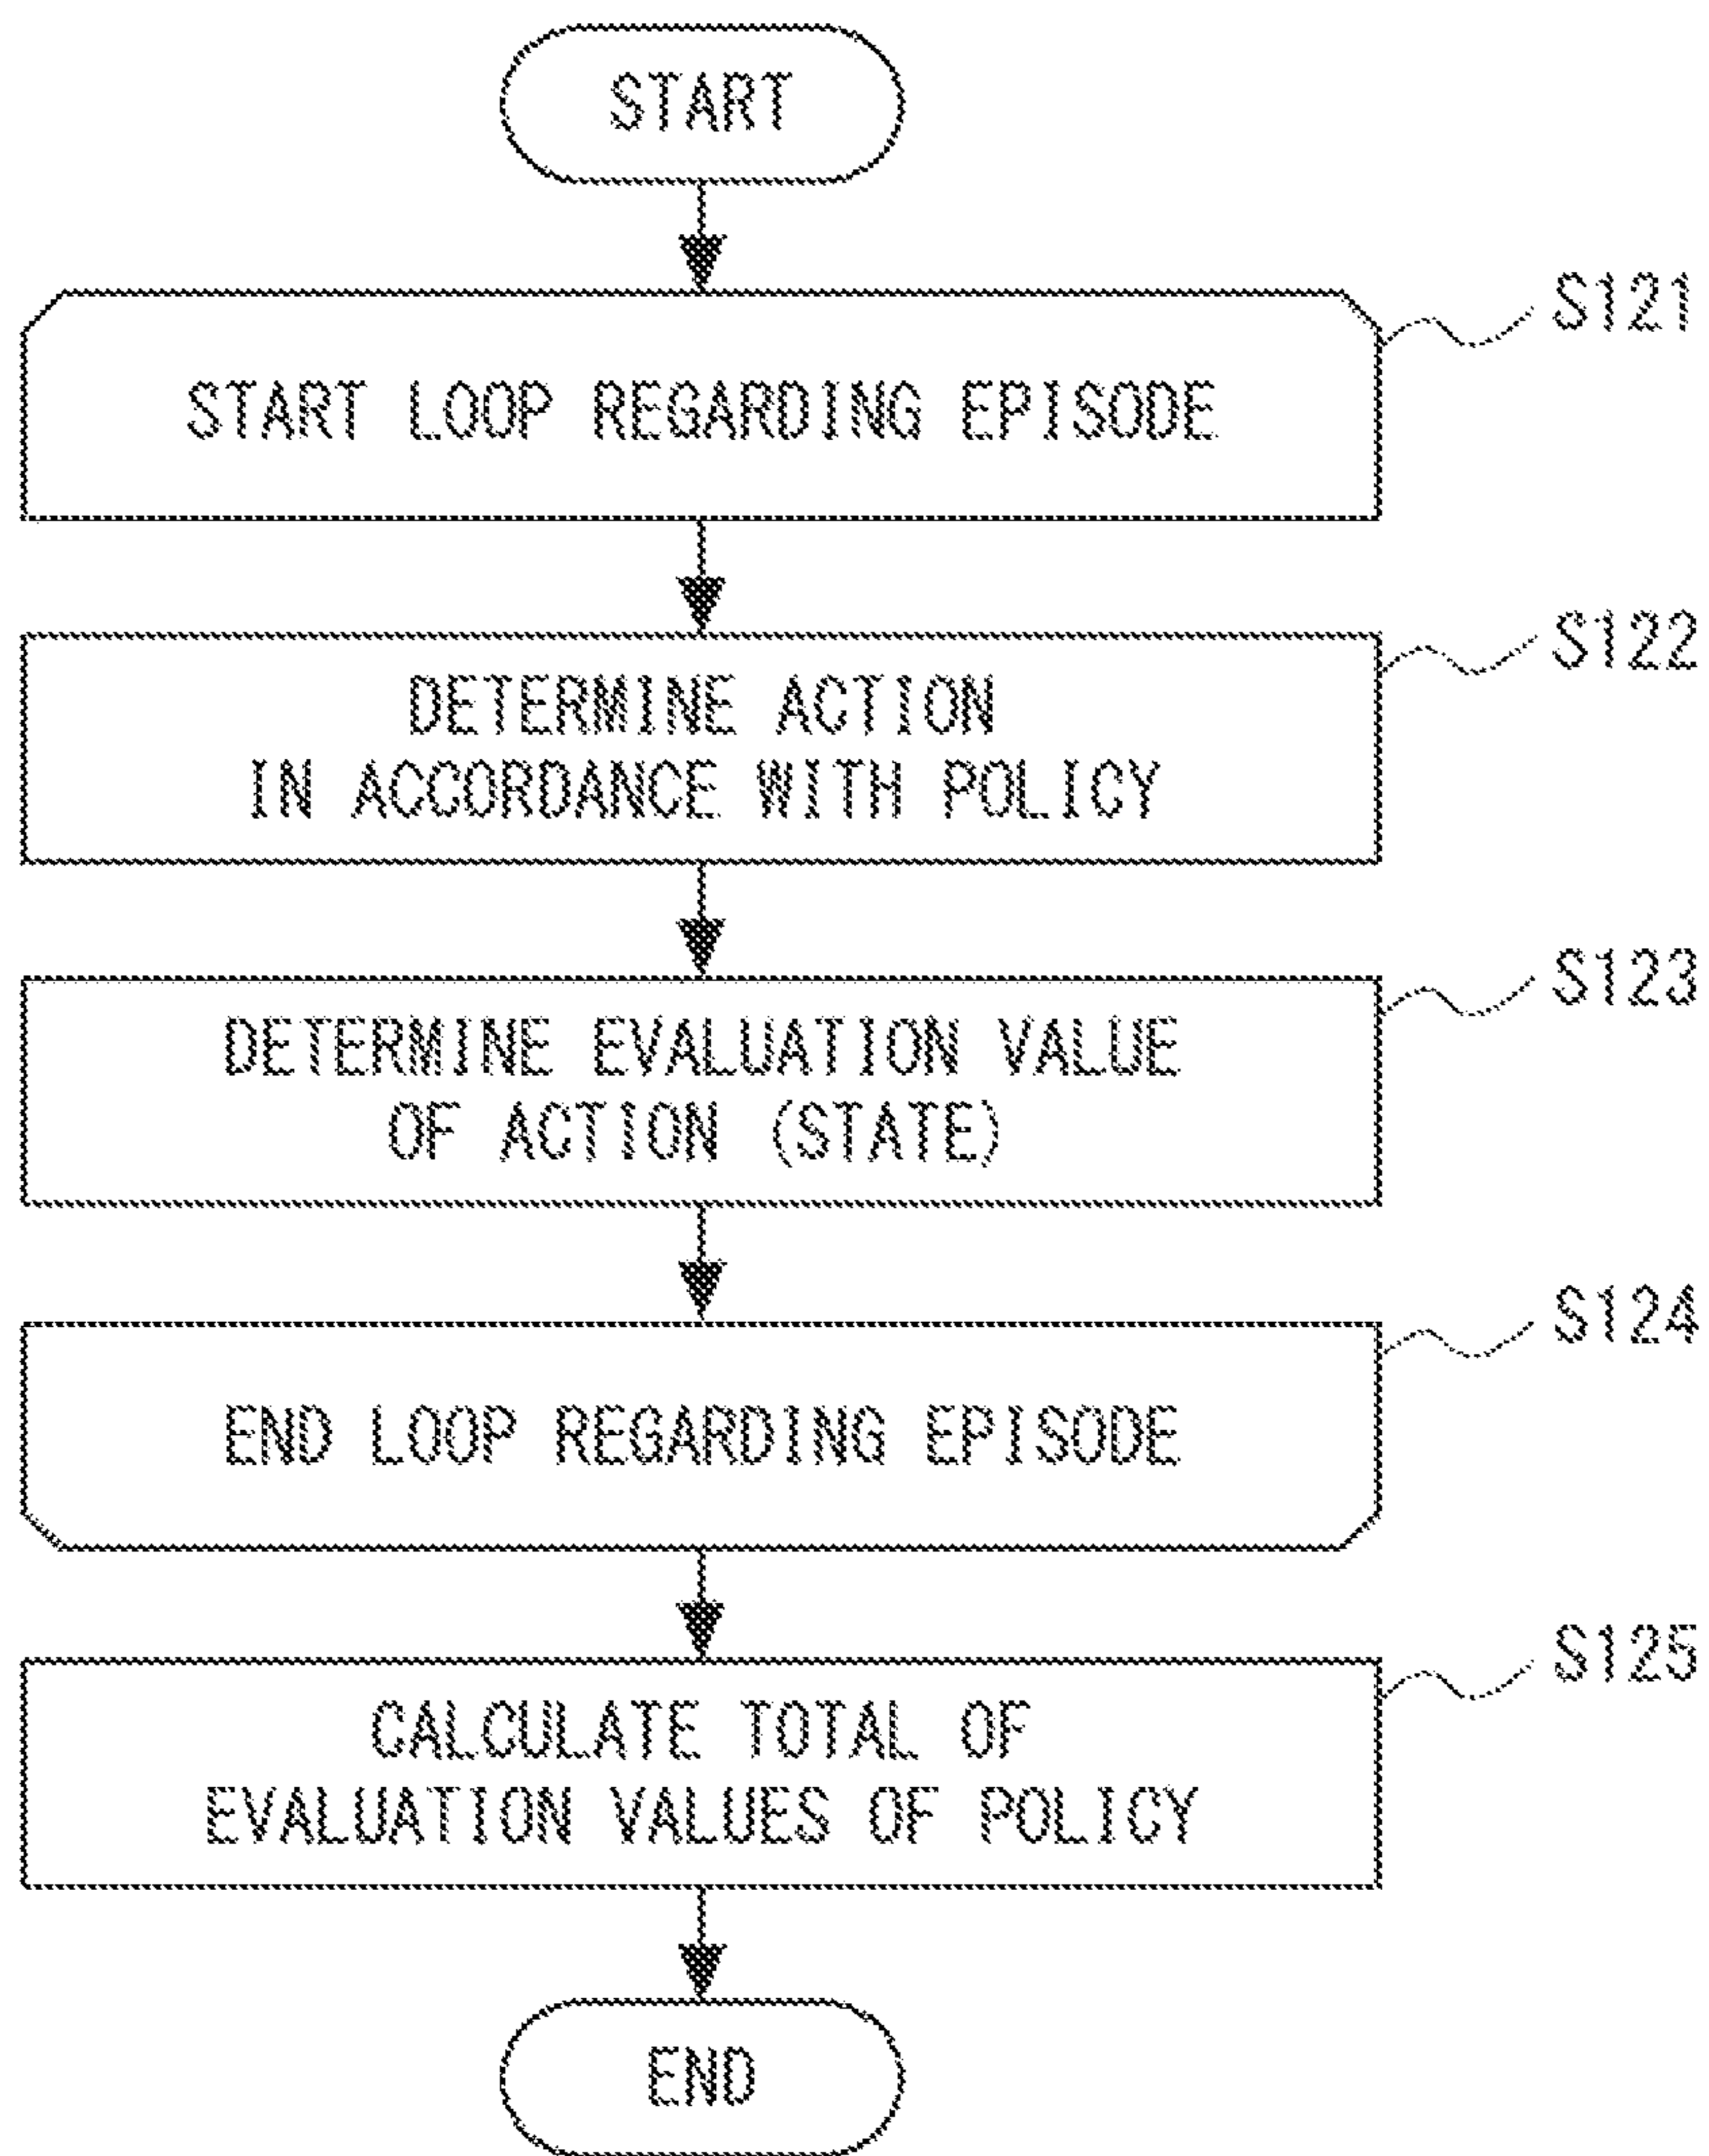 START
S121
START LOOP REGARDING EPISODE
S122
DETERMINE ACTION
IN ACCORDANCE WITH POLICY
S123
DETERMINE EVALUATION VALUE
OF ACTION (STATE)
S124
END LOOP REGARDING EPISODE
S125
CALCULATE TOTAL OF
EVALUATION VALUES OF POLICY
END